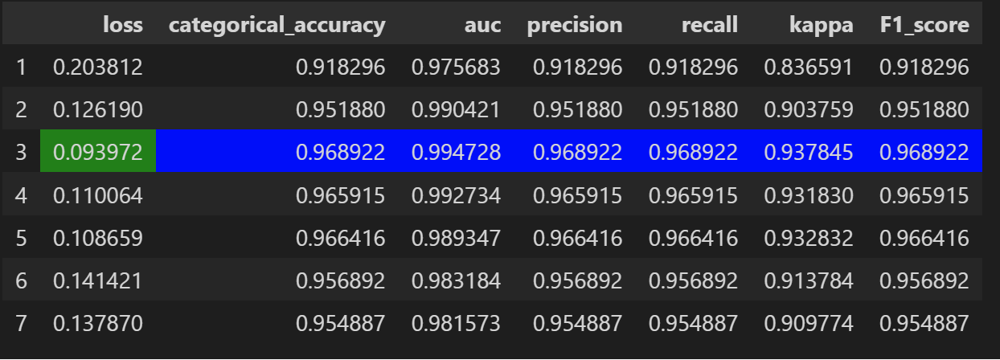 loss categorical_accuracy auc precision recall kappa F1_score
1 0.203812 0.918296 0.975683 0.918296 0.918296 0.836591 0.918296
2 0.126190 0.951880 0.990421 0.951880 0.951880 0.903759 0.951880
3 0.093972 0.968922 0.994728 0.968922 0.968922 0.937845 0.968922
4 0.110064 0.965915 0.992734 0.965915 0.965915 0.931830 0.965915
5 0.108659 0.966416 0.989347 0.966416 0.966416 0.932832 0.966416
6 0.141421 0.956892 0.983184 0.956892 0.956892 0.913784 0.956892
7 0.137870 0.954887 0.981573 0.954887 0.954887 0.909774 0.954887